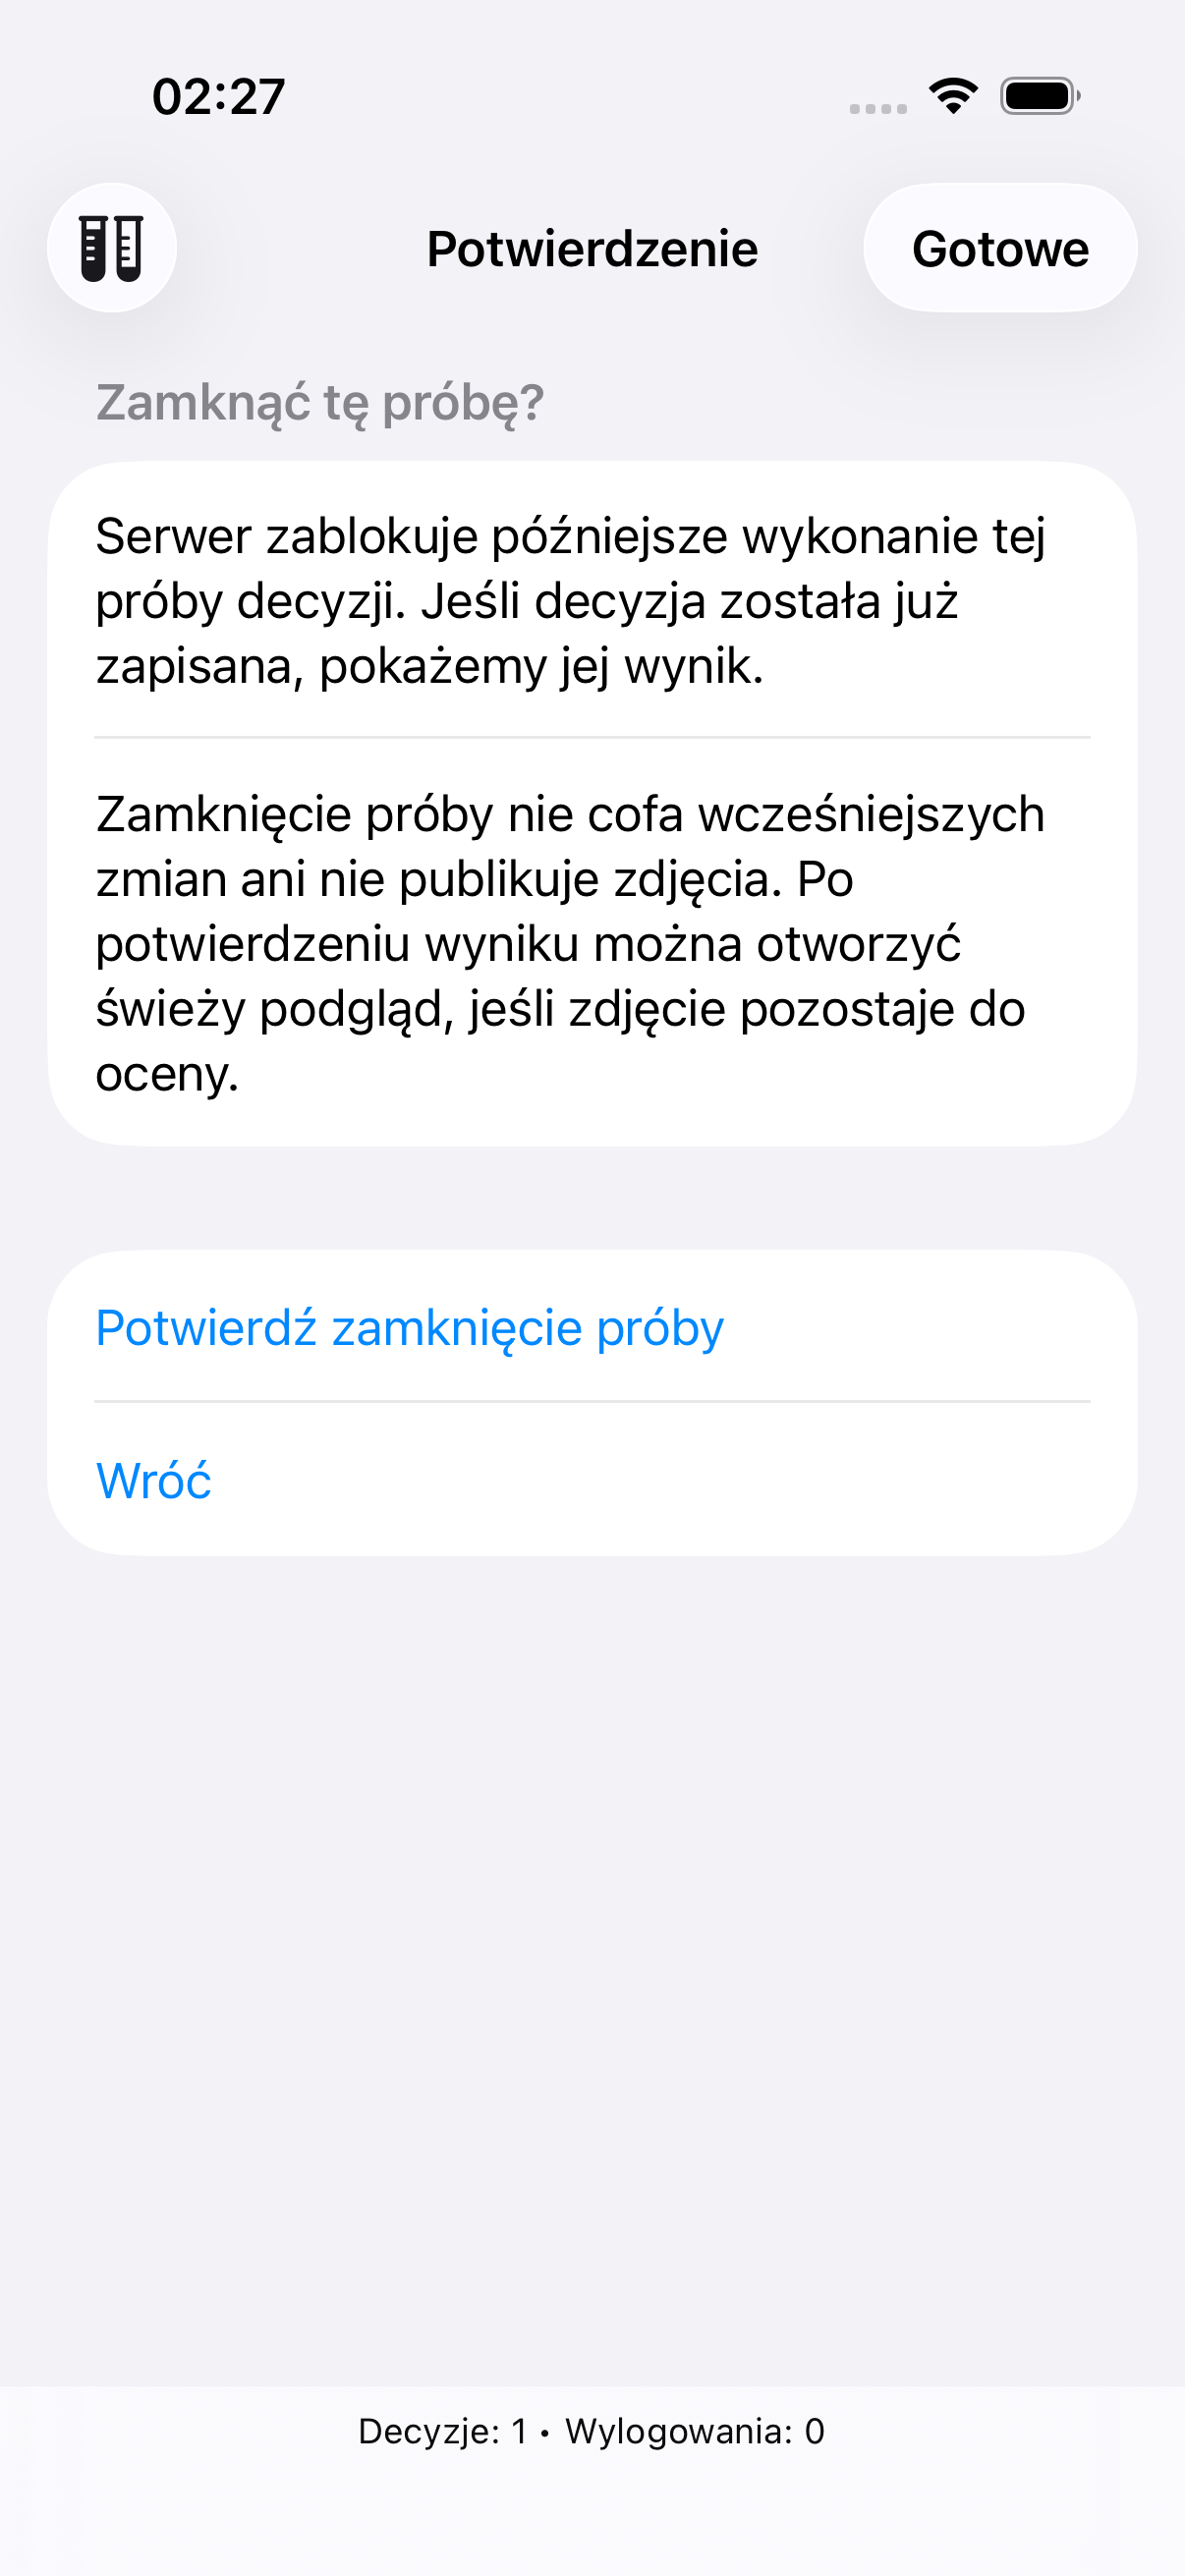 02:27
Potwierdzenie
Gotowe
Zamknąć tę próbę?
Serwer zablokuje późniejsze wykonanie tej
próby decyzji. Jeśli decyzja została już
zapisana, pokażemy jej wynik.
Zamknięcie próby nie cofa wcześniejszych
zmian ani nie publikuje zdjęcia. Po
potwierdzeniu wyniku można otworzyć
świeży podgląd, jeśli zdjęcie pozostaje do
oceny.
Potwierdź zamknięcie próby
Wróć
Decyzje: 1 • Wylogowania: 0